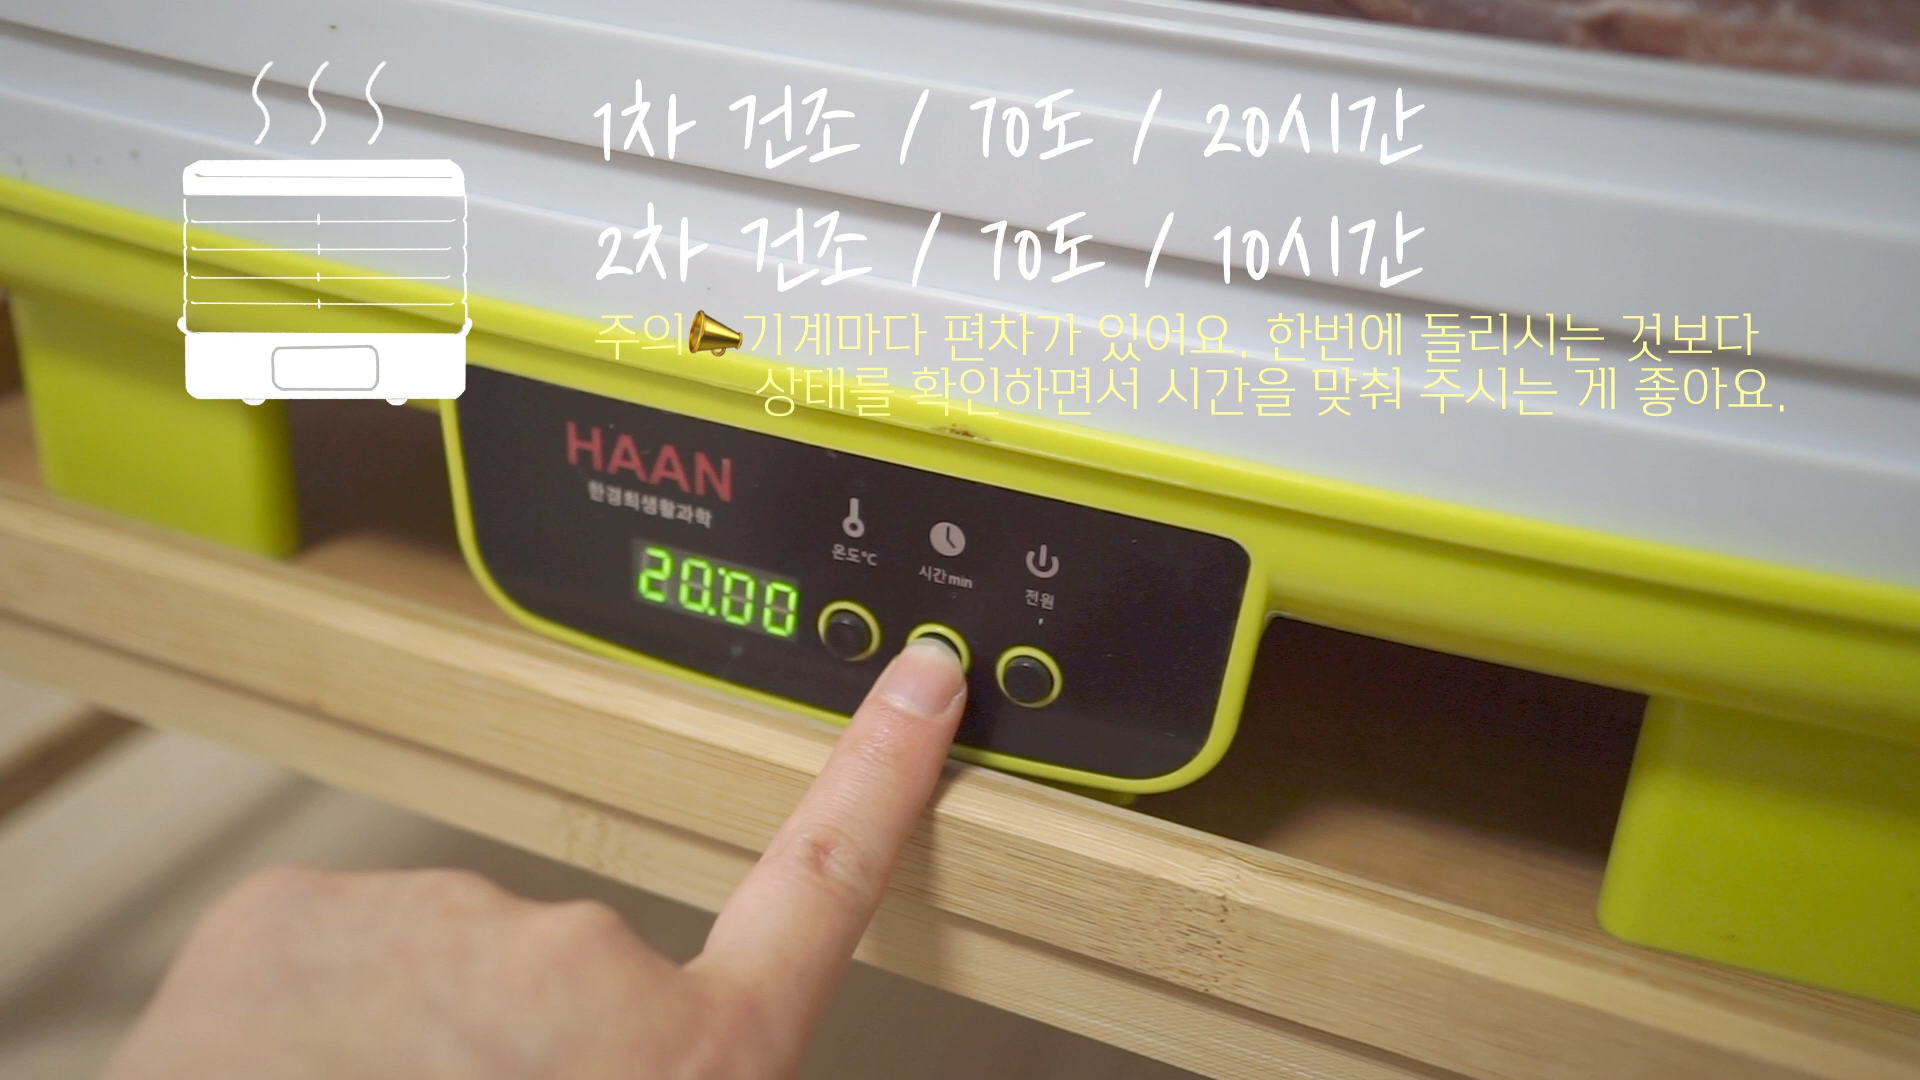 1차 건조 / 70도 / 20시간
2차 건조 / 70도 / 10시간
주의📣기계마다 편차가 있어요. 한번에 돌리시는 것보다
상태를 확인하면서 시간을 맞춰 주시는 게 좋아요.
HAAN
한경희생활과학
20:00
온도℃
시간min
전원